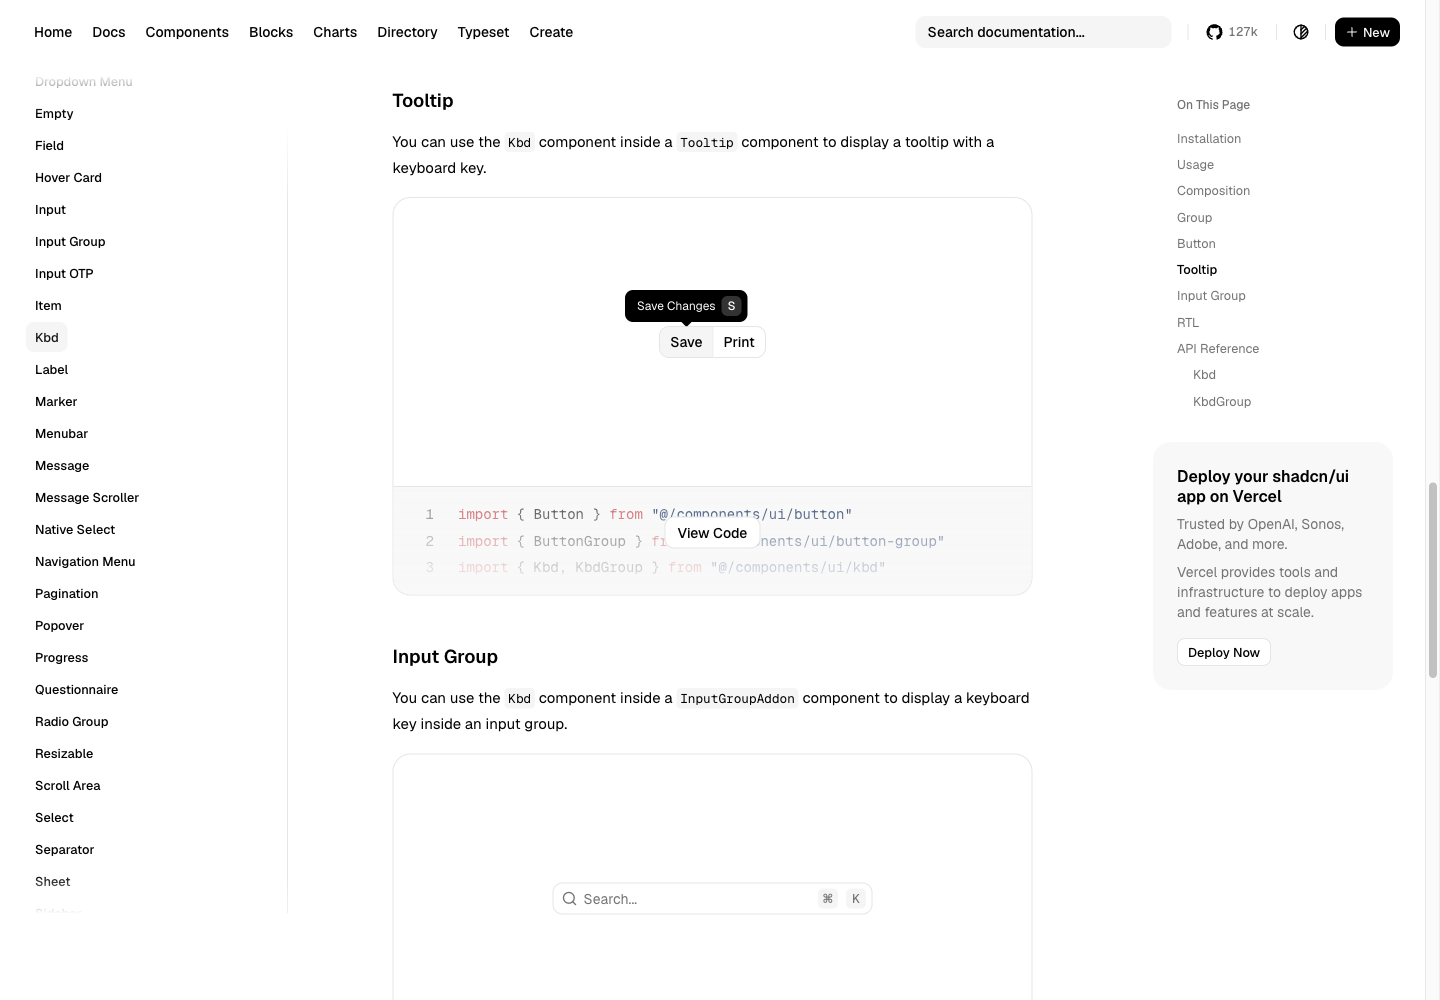 Home Docs Components Blocks Charts Directory Typeset Create
Search documentation...
127k
New
Dropdown Menu
Empty
Field
Hover Card
Input
Input Group
Input OTP
Item
Kbd
Label
Marker
Menubar
Message
Message Scroller
Native Select
Navigation Menu
Pagination
Popover
Progress
Questionnaire
Radio Group
Resizable
Scroll Area
Select
Separator
Sheet
Tooltip
You can use the Kbd component inside a Tooltip component to display a tooltip with a
keyboard key.
Save Changes S
Save Print
1 import { Button } from "@/components/ui/button"
View Code
2 import { ButtonGroup } nents/ui/button-group"
3 import { Kbd, KbdGroup } from "@/components/ui/kbd"
Input Group
You can use the Kbd component inside a InputGroupAddon component to display a keyboard
key inside an input group.
Search... ⌘ K
On This Page
Installation
Usage
Composition
Group
Button
Tooltip
Input Group
RTL
API Reference
Kbd
KbdGroup
Deploy your shadcn/ui
app on Vercel
Trusted by OpenAI, Sonos,
Adobe, and more.
Vercel provides tools and
infrastructure to deploy apps
and features at scale.
Deploy Now